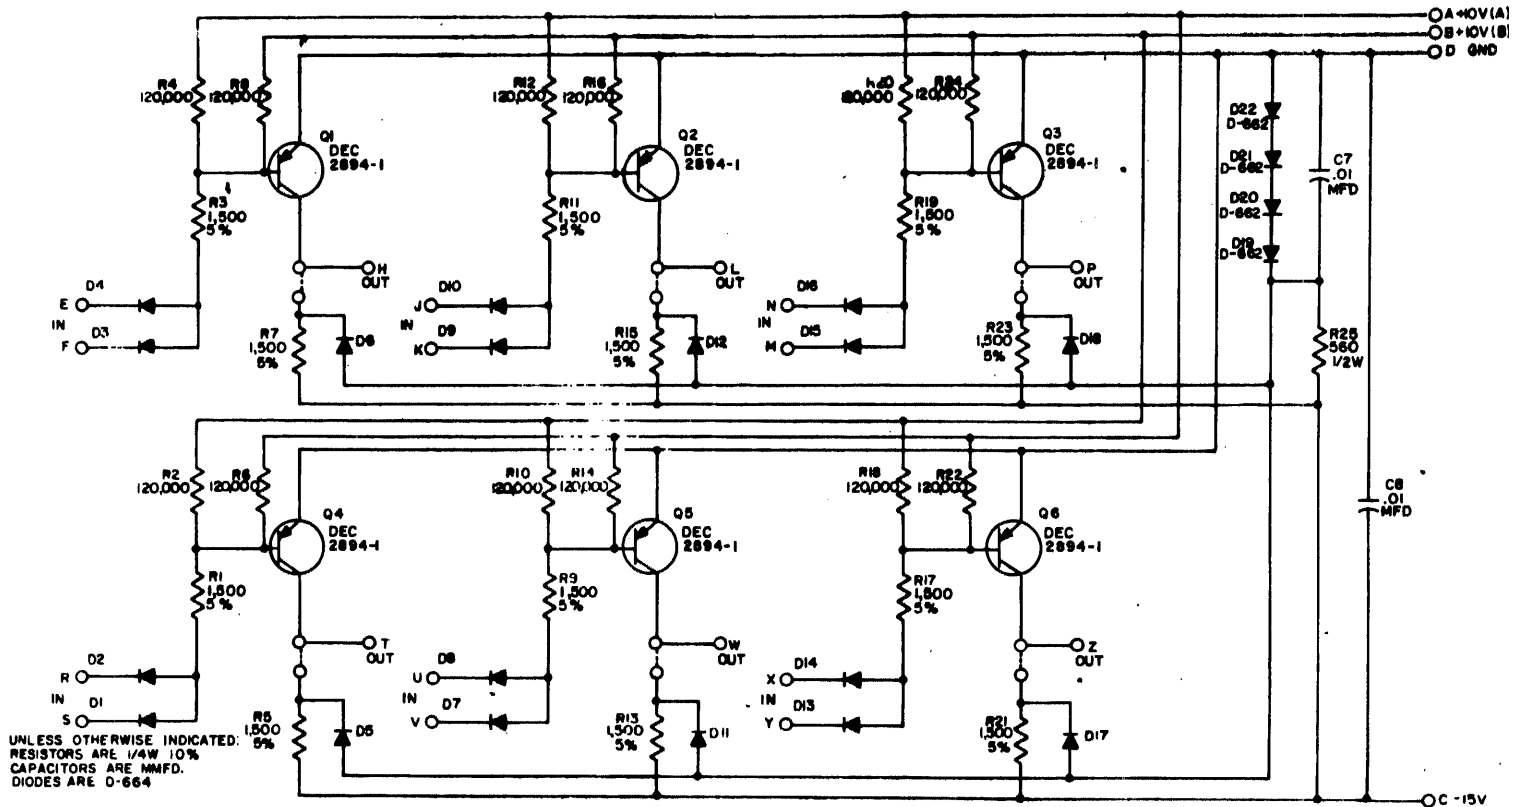 A+10V(A)
B+10V(B)
D GND
R4
120,000
R8
120,000
R12
120,000
R16
120,000
R20
120,000
R24
120,000
Q1
DEC
2894-1
Q2
DEC
2894-1
Q3
DEC
2894-1
D22
D-662
D21
D-662
D20
D-662
D19
D-662
C7
.01
MFD
R3
1,500
5%
R11
1,500
5%
R19
1,500
5%
H
OUT
L
OUT
P
OUT
D4
E
IN
D3
F
D10
J
IN
D9
K
D16
N
IN
D15
M
R7
1,500
5%
D6
R15
1,500
5%
D12
R23
1,500
5%
D18
R25
560
1/2W
R2
120,000
R6
120,000
R10
120,000
R14
120,000
R18
120,000
R22
120,000
Q4
DEC
2894-1
Q5
DEC
2894-1
Q6
DEC
2894-1
C8
.01
MFD
R1
1,500
5%
R9
1,500
5%
R17
1,500
5%
T
OUT
W
OUT
Z
OUT
D2
R
IN
D1
S
D8
U
IN
D7
V
D14
X
IN
D13
Y
R5
1,500
5%
D5
R13
1,500
5%
D11
R21
1,500
5%
D17
UNLESS OTHERWISE INDICATED:
RESISTORS ARE 1/4W 10%
CAPACITORS ARE MMFD.
DIODES ARE D-664
C -15V